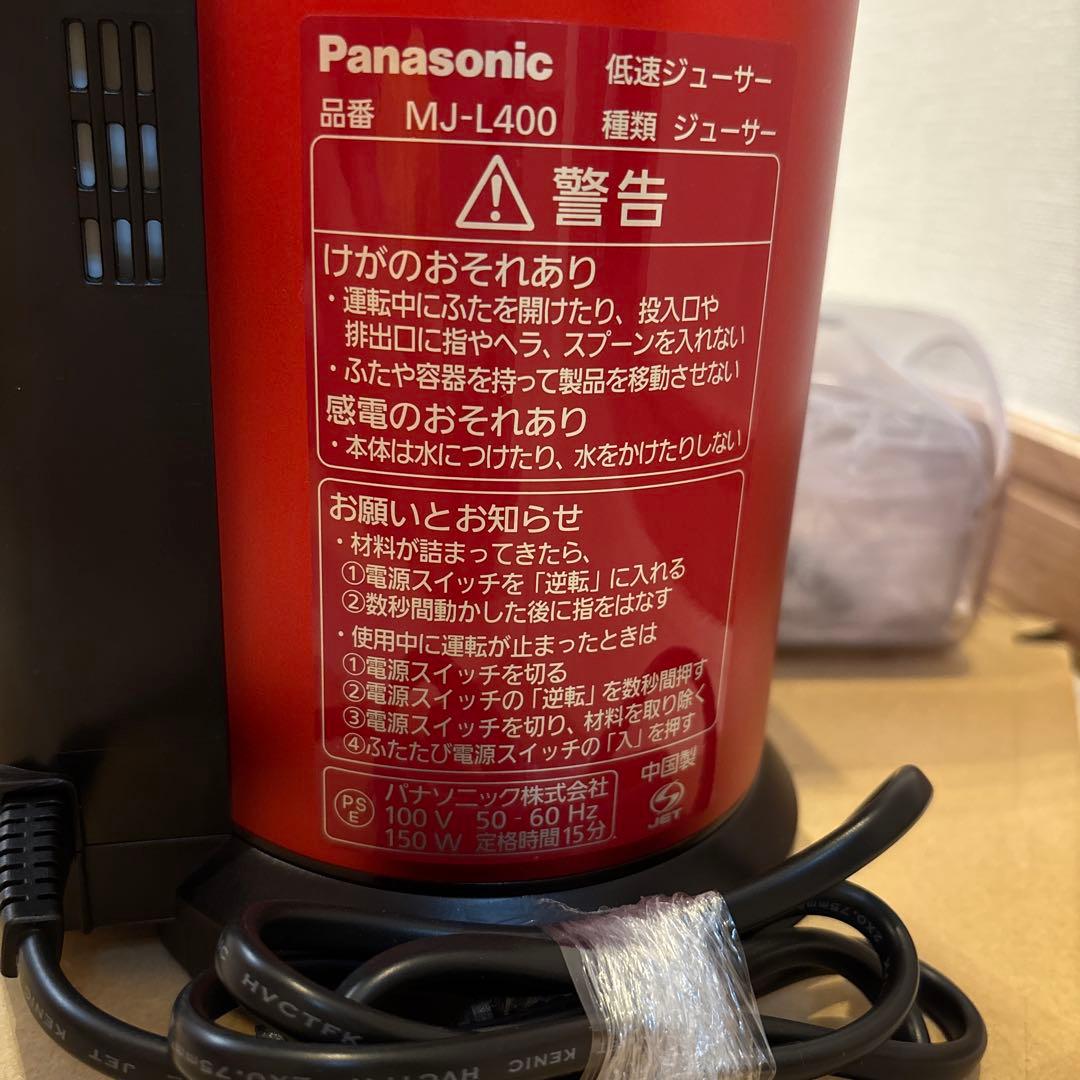 Panasonic 低速ジューサー
品番 MJ-L400 種類 ジューサー
警告
けがのおそれあり
・運転中にふたを開けたり、投入口や
排出口に指やヘラ、スプーンを入れない
・ふたや容器を持って製品を移動させない
感電のおそれあり
・本体は水につけたり、水をかけたりしない
お願いとお知らせ
・材料が詰まってきたら、
①電源スイッチを「逆転」に入れる
②数秒間動かした後に指をはなす
・使用中に運転が止まったときは
①電源スイッチを切る
②電源スイッチの「逆転」を数秒間押す
③電源スイッチを切り、材料を取り除く
④ふたたび電源スイッチの「入」を押す
PSE パナソニック株式会社
100 V 50 - 60 Hz
150 W 定格時間15分
中国製
JET
2X0.75mm
HVCTFK
KENIC
KENIC
JET